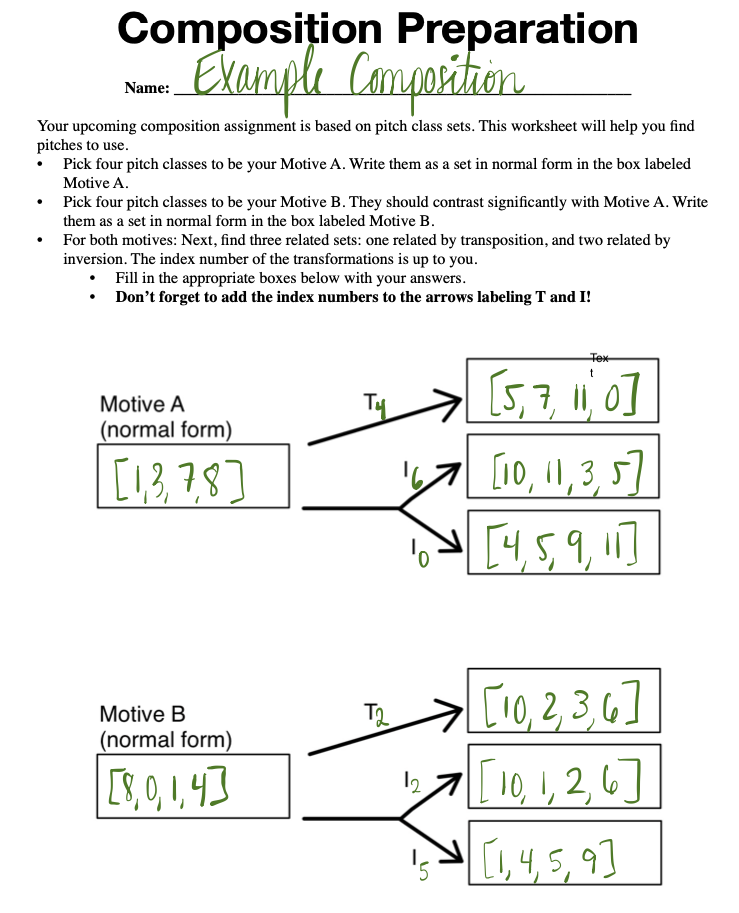 Composition Preparation
Name: Example Composition
Your upcoming composition assignment is based on pitch class sets. This worksheet will help you find
pitches to use.
• Pick four pitch classes to be your Motive A. Write them as a set in normal form in the box labeled
Motive A.
• Pick four pitch classes to be your Motive B. They should contrast significantly with Motive A. Write
them as a set in normal form in the box labeled Motive B.
• For both motives: Next, find three related sets: one related by transposition, and two related by
inversion. The index number of the transformations is up to you.
• Fill in the appropriate boxes below with your answers.
• Don't forget to add the index numbers to the arrows labeling T and I!
Tex
t
T4
[5, 7, 11, 0]
Motive A
(normal form)
[1, 3, 7, 8]
I6
[10, 11, 3, 5]
I0
[4, 5, 9, 11]
T2
[10, 2, 3, 6]
Motive B
(normal form)
[8, 0, 1, 4]
I2
[10, 1, 2, 6]
I5
[1, 4, 5, 9]